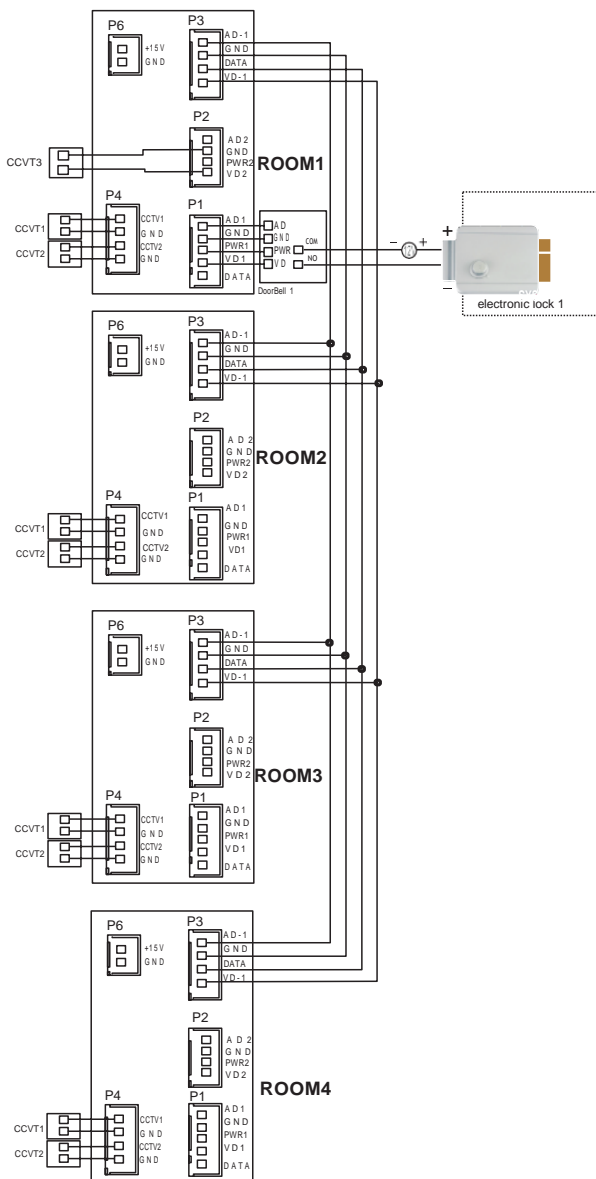 P6
+15V
GND
P3
AD-1
GND
DATA
VD-1
P2
AD2
GND
PWR2
VD2
ROOM1
CCVT3
P4
CCTV1
GND
CCTV2
GND
CCVT1
CCVT2
P1
AD1
GND
PWR1
VD1
DATA
AD
GND
PWR
VD
COM
NO
DoorBell 1
− +
+
−
electronic lock 1
P6
+15V
GND
P3
AD-1
GND
DATA
VD-1
P2
AD2
GND
PWR2
VD2
ROOM2
P4
CCTV1
GND
CCTV2
GND
CCVT1
CCVT2
P1
AD1
GND
PWR1
VD1
DATA
P6
+15V
GND
P3
AD-1
GND
DATA
VD-1
P2
AD2
GND
PWR2
VD2
ROOM3
P4
CCTV1
GND
CCTV2
GND
CCVT1
CCVT2
P1
AD1
GND
PWR1
VD1
DATA
P6
+15V
GND
P3
AD-1
GND
DATA
VD-1
P2
AD2
GND
PWR2
VD2
ROOM4
P4
CCTV1
GND
CCTV2
GND
CCVT1
CCVT2
P1
AD1
GND
PWR1
VD1
DATA